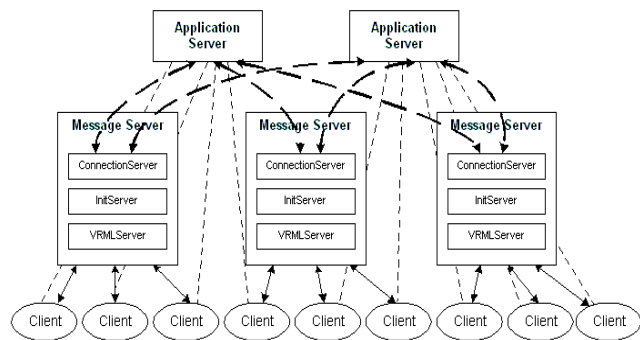 Application
Server
Application
Server
Message Server
ConnectionServer
InitServer
VRMLServer
Message Server
ConnectionServer
InitServer
VRMLServer
Message Server
ConnectionServer
InitServer
VRMLServer
Client
Client
Client
Client
Client
Client
Client
Client
Client